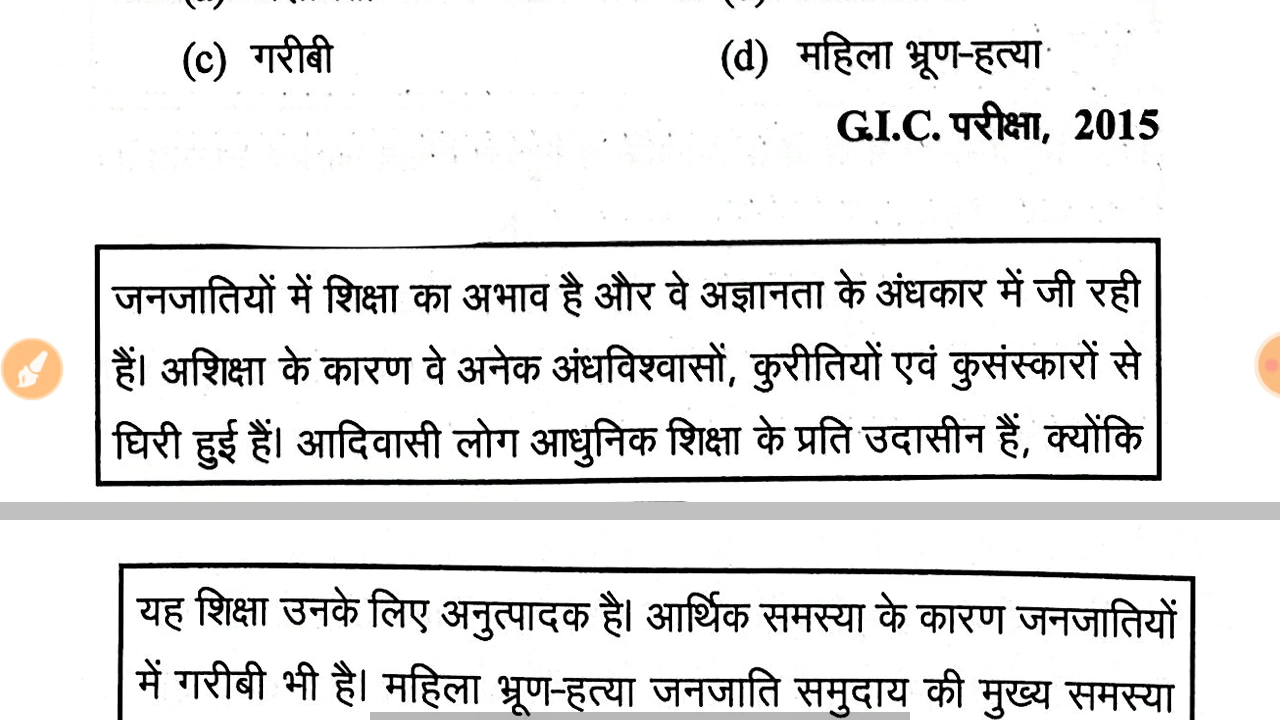 (c) गरीबी (d) महिला भ्रूण-हत्या
G.I.C. परीक्षा, 2015
जनजातियों में शिक्षा का अभाव है और वे अज्ञानता के अंधकार में जी रही
हैं। अशिक्षा के कारण वे अनेक अंधविश्वासों, कुरीतियों एवं कुसंस्कारों से
घिरी हुई हैं। आदिवासी लोग आधुनिक शिक्षा के प्रति उदासीन हैं, क्योंकि
यह शिक्षा उनके लिए अनुत्पादक है। आर्थिक समस्या के कारण जनजातियों
में गरीबी भी है। महिला भ्रूण-हत्या जनजाति समुदाय की मुख्य समस्या